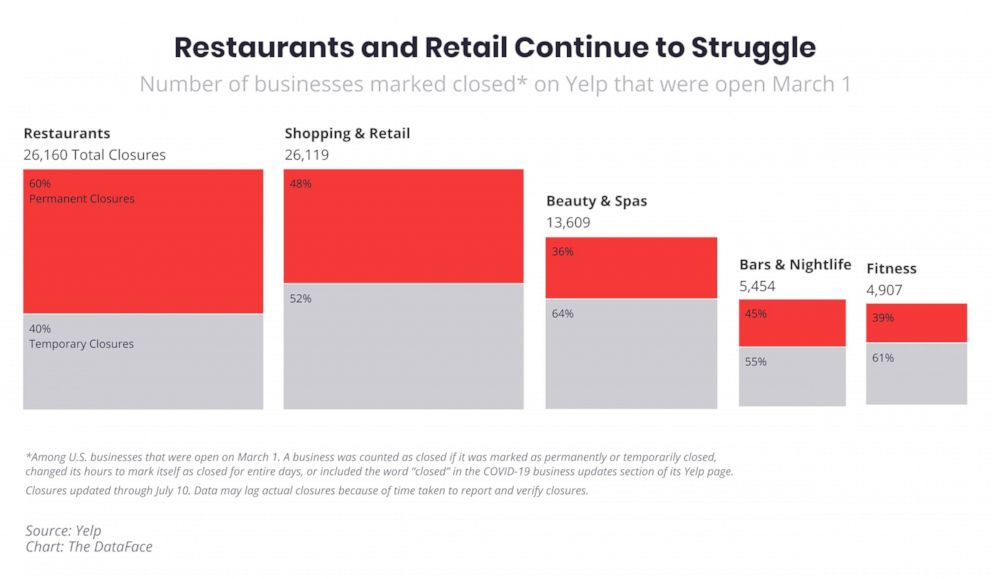 Restaurants and Retail Continue to Struggle
Number of businesses marked closed* on Yelp that were open March 1
Restaurants
26,160 Total Closures
60%
Permanent Closures
40%
Temporary Closures
Shopping & Retail
26,119
48%
52%
Beauty & Spas
13,609
36%
64%
Bars & Nightlife
5,454
45%
55%
Fitness
4,907
39%
61%
*Among U.S. businesses that were open on March 1. A business was counted as closed if it was marked as permanently or temporarily closed,
changed its hours to mark itself as closed for entire days, or included the word “closed” in the COVID-19 business updates section of its Yelp page.
Closures updated through July 10. Data may lag actual closures because of time taken to report and verify closures.
Source: Yelp
Chart: The DataFace